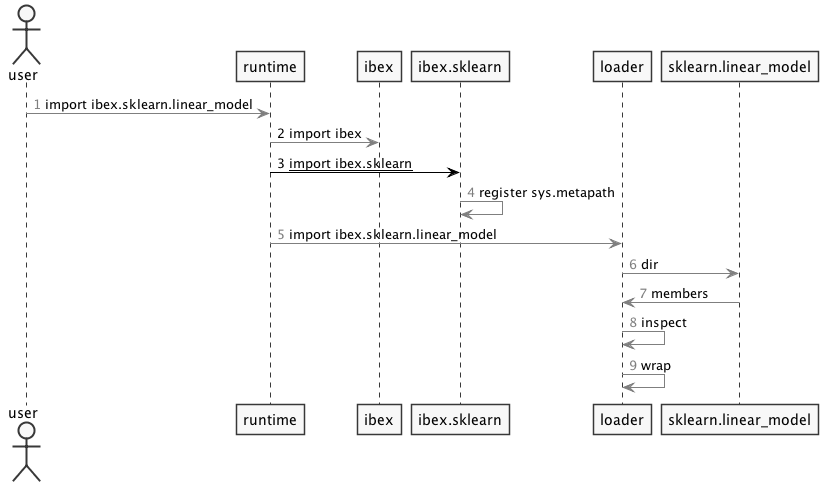 user
runtime
ibex
ibex.sklearn
loader
sklearn.linear_model
1 import ibex.sklearn.linear_model
2 import ibex
3 import ibex.sklearn
4 register sys.metapath
5 import ibex.sklearn.linear_model
6 dir
7 members
8 inspect
9 wrap
user
runtime
ibex
ibex.sklearn
loader
sklearn.linear_model